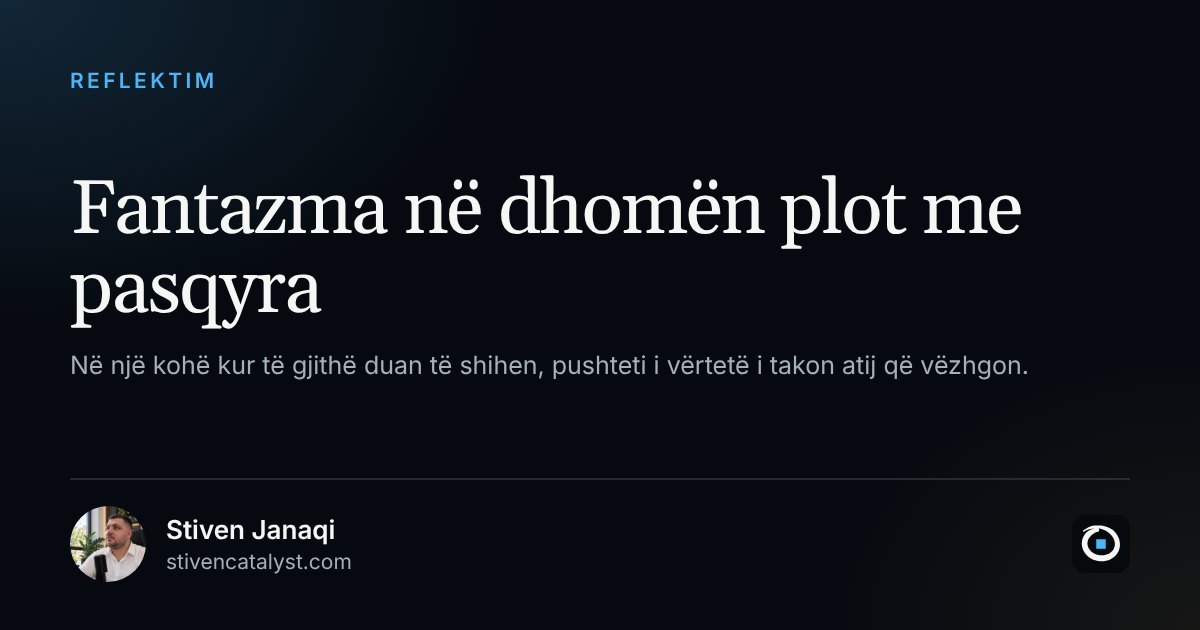 REFLEKTIM
Fantazma në dhomën plot me
pasqyra
Në një kohë kur të gjithë duan të shihen, pushteti i vërtetë i takon atij që vëzhgon.
Stiven Janaqi
stivencatalyst.com